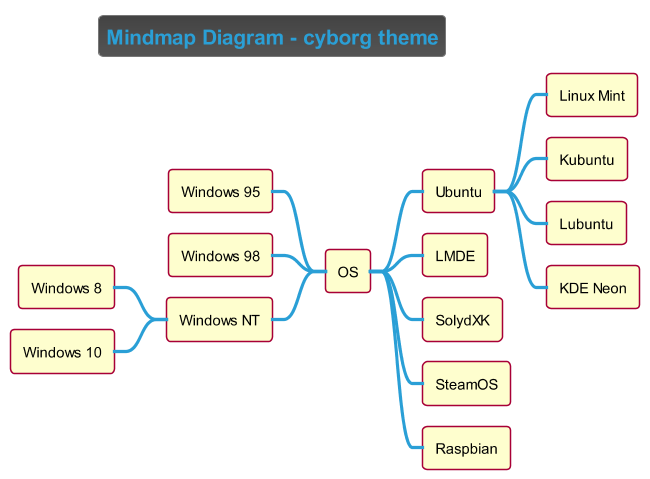 Mindmap Diagram - cyborg theme
Linux Mint
Kubuntu
Windows 95
Ubuntu
Lubuntu
Windows 98
OS
LMDE
Windows 8
KDE Neon
Windows NT
SolydXK
Windows 10
SteamOS
Raspbian